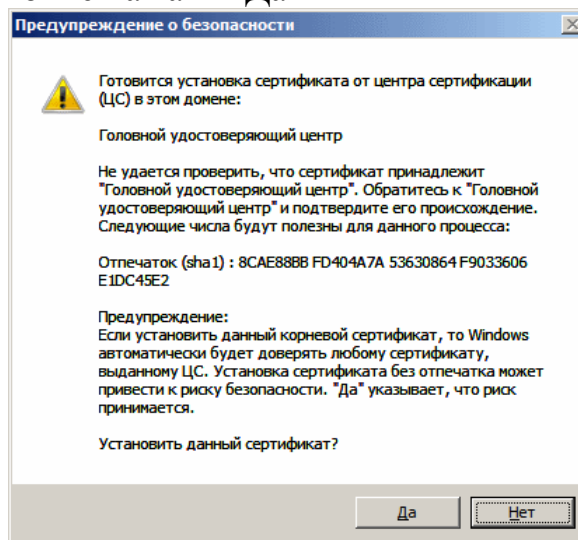 Предупреждение о безопасности
Готовится установка сертификата от центра сертификации
(ЦС) в этом домене:
Головной удостоверяющий центр
Не удается проверить, что сертификат принадлежит
"Головной удостоверяющий центр". Обратитесь к "Головной
удостоверяющий центр" и подтвердите его происхождение.
Следующие числа будут полезны для данного процесса:
Отпечаток (sha1) : 8CAE88BB FD404A7A 53630864 F9033606
E1DC45E2
Предупреждение:
Если установить данный корневой сертификат, то Windows
автоматически будет доверять любому сертификату,
выданному ЦС. Установка сертификата без отпечатка может
привести к риску безопасности. "Да" указывает, что риск
принимается.
Установить данный сертификат?
Да
Нет